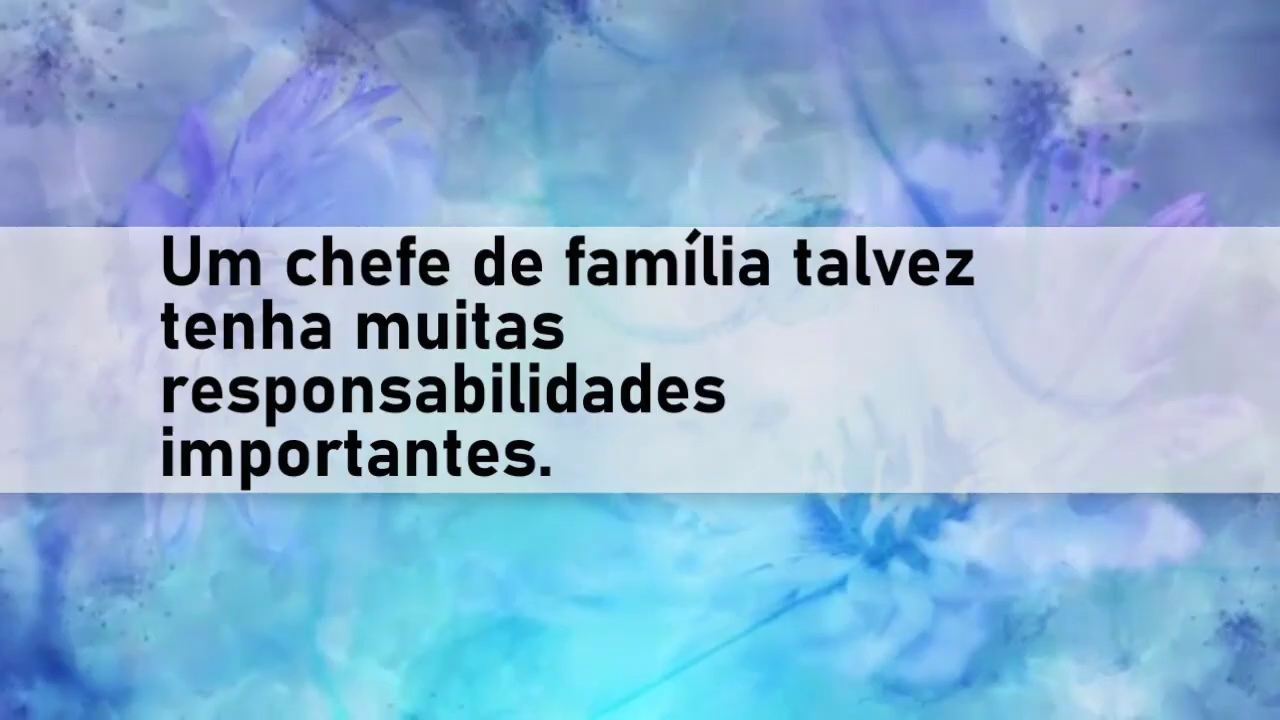 Um chefe de família talvez
tenha muitas
responsabilidades
importantes.